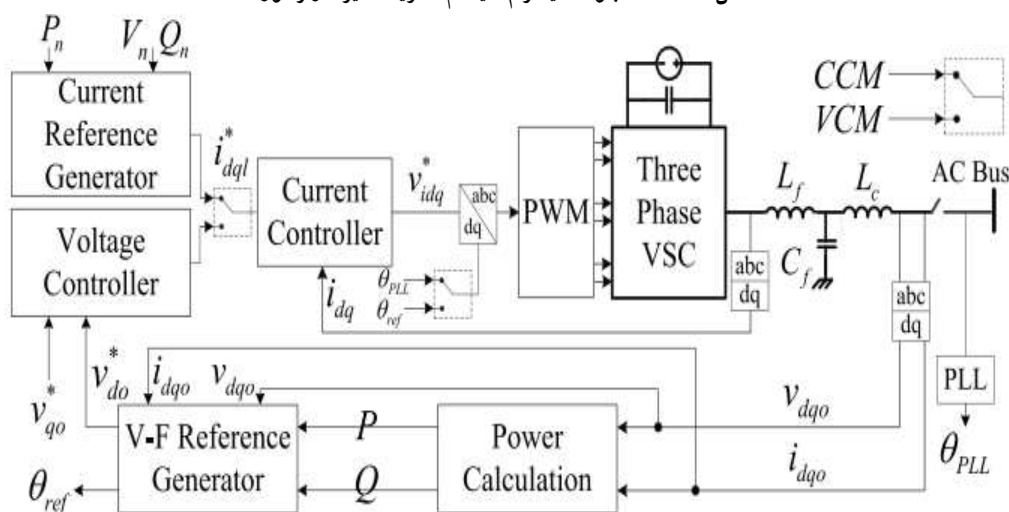 P_n
V_n Q_n
Current
Reference
Generator
Voltage
Controller
i*_dql
Current
Controller
v*_idq
abc
dq
θ_PLL
θ_ref
i_dq
PWM
Three
Phase
VSC
CCM
VCM
L_f
L_c
C_f
AC Bus
abc
dq
abc
dq
PLL
θ_PLL
v*_qo
v*_do
i_dqo
v_dqo
V-F Reference
Generator
θ_ref
P
Q
Power
Calculation
v_dqo
i_dqo